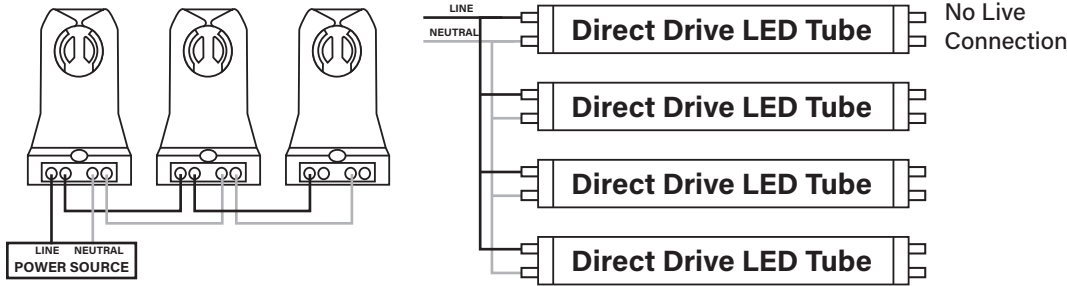 LINE
NEUTRAL
Direct Drive LED Tube
No Live
Connection
Direct Drive LED Tube
Direct Drive LED Tube
Direct Drive LED Tube
LINE NEUTRAL
POWER SOURCE